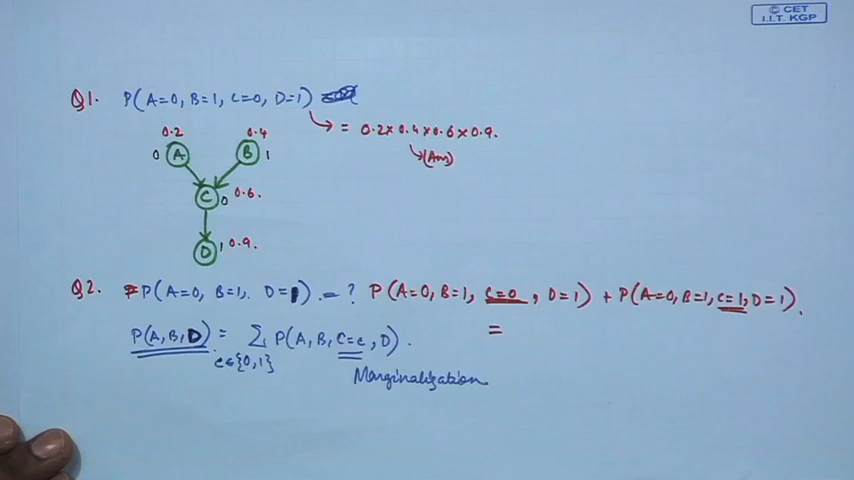 © CET
I.I.T. KGP
Q1. P(A=0, B=1, C=0, D=1)
= 0.2×0.4×0.6×0.9.
(Ans)
0.2 0.4
0 A B 1
C 0 0.6.
D 1 0.9.
Q2. P(A=0, B=1, D=1) = ? P(A=0, B=1, C=0, D=1) + P(A=0, B=1, C=1, D=1).
P(A, B, D) = Σ P(A, B, C=c, D). =
c∈{0,1}
Marginalization